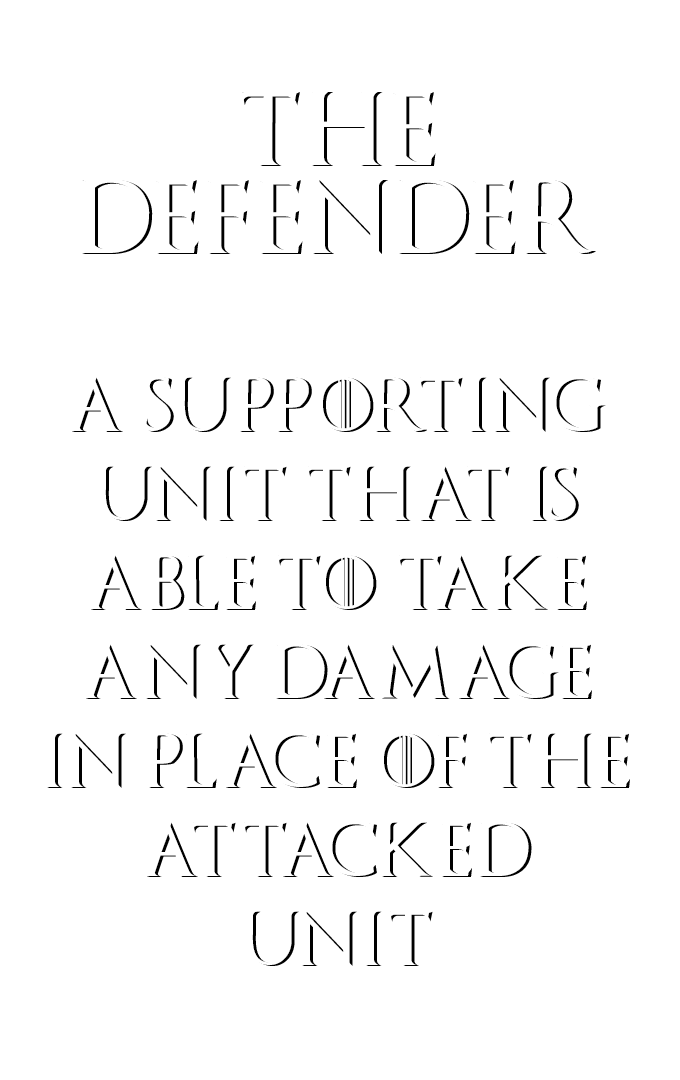 THE
DEFENDER
A SUPPORTING
UNIT THAT IS
ABLE TO TAKE
ANY DAMAGE
IN PLACE OF THE
ATTACKED
UNIT